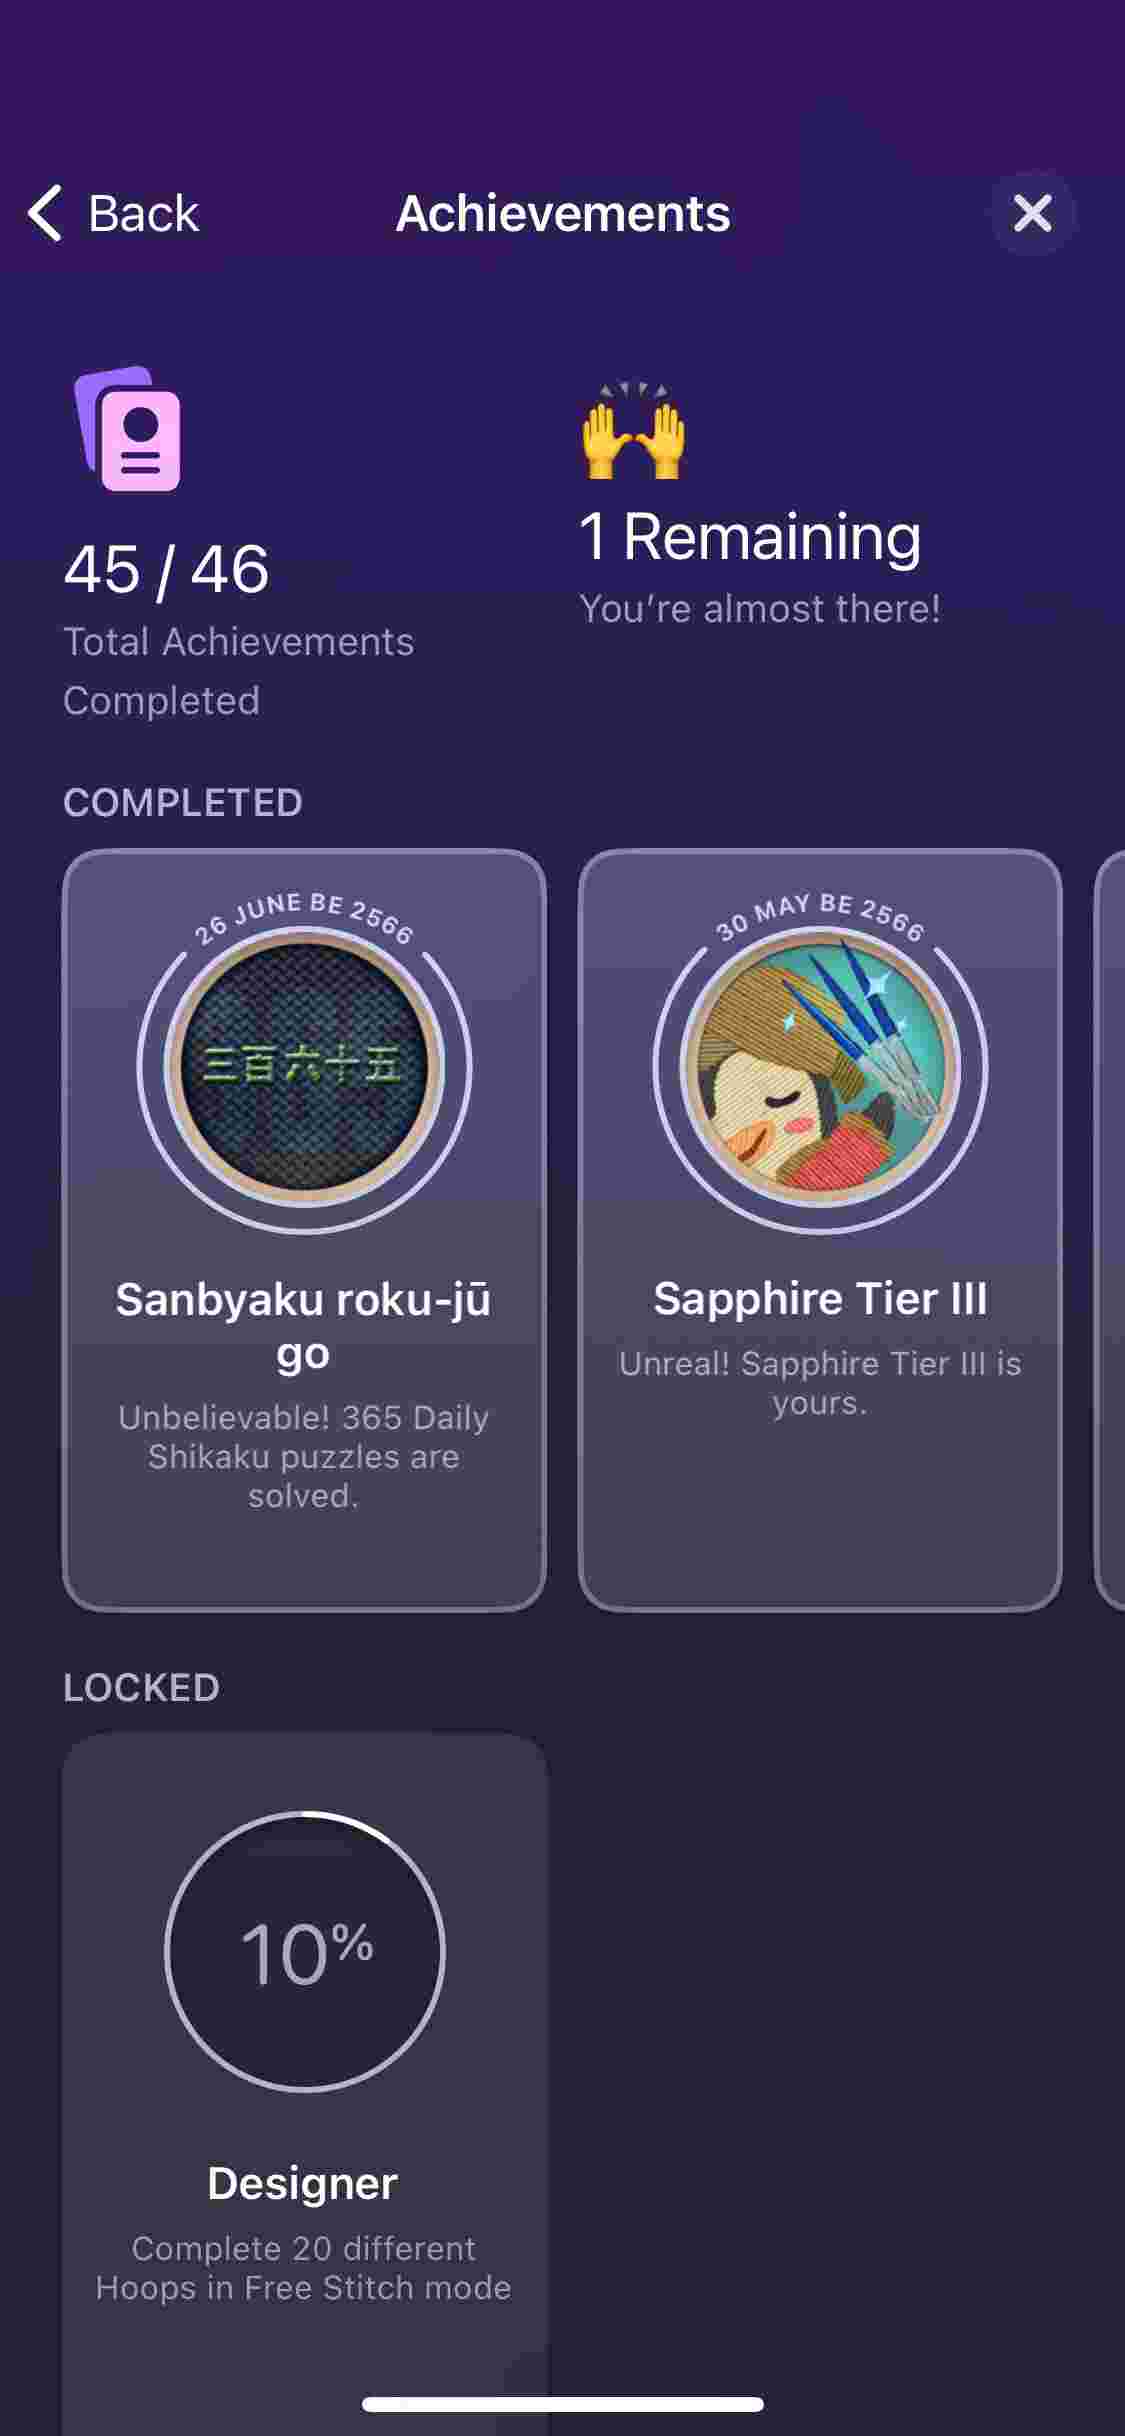 Back
Achievements
45 / 46
Total Achievements
Completed
1 Remaining
You're almost there!
COMPLETED
26 JUNE BE 2566
三百六十五
Sanbyaku roku-jū
go
Unbelievable! 365 Daily
Shikaku puzzles are
solved.
30 MAY BE 2566
Sapphire Tier III
Unreal! Sapphire Tier III is
yours.
LOCKED
10%
Designer
Complete 20 different
Hoops in Free Stitch mode